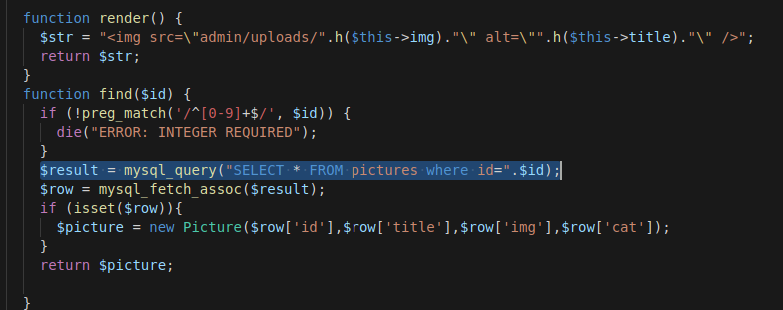 function render() {
$str = "<img src=\"admin/uploads/".h($this->img)."\" alt=\"".h($this->title)."\" />";
return $str;
}
function find($id) {
if (!preg_match('/^[0-9]+$/', $id)) {
die("ERROR: INTEGER REQUIRED");
}
$result = mysql_query("SELECT * FROM pictures where id=".$id);
$row = mysql_fetch_assoc($result);
if (isset($row)){
$picture = new Picture($row['id'],$row['title'],$row['img'],$row['cat']);
}
return $picture;
}